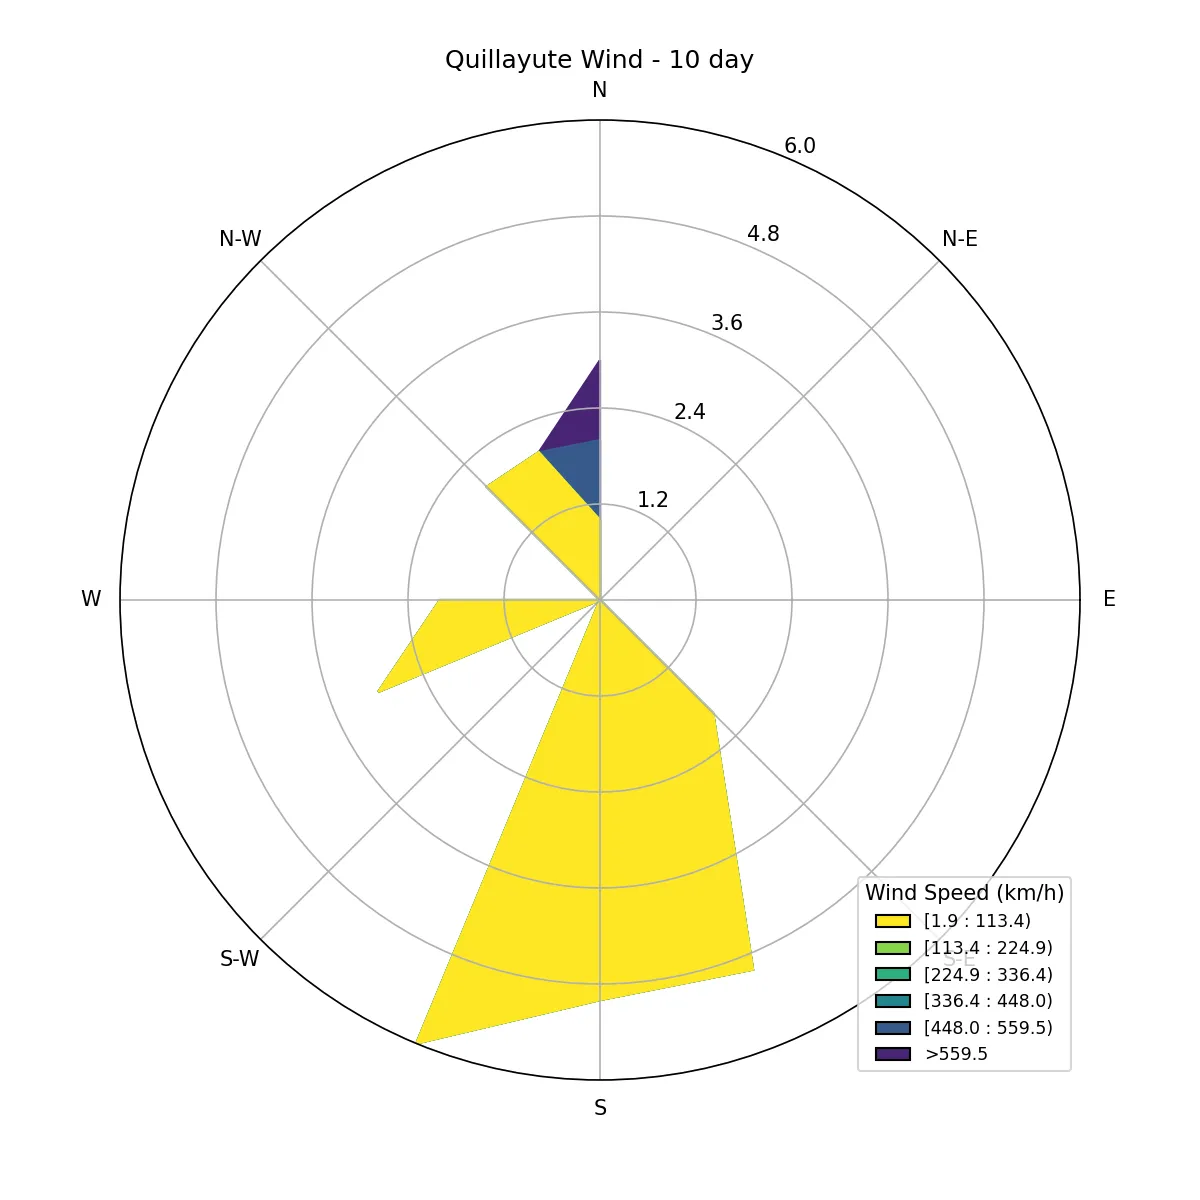 Quillayute Wind - 10 day
N
6.0
4.8
N-W
N-E
3.6
2.4
1.2
W
E
Wind Speed (km/h)
[1.9 : 113.4)
[113.4 : 224.9)
S-W
S-E
[224.9 : 336.4)
[336.4 : 448.0)
[448.0 : 559.5)
>559.5
S